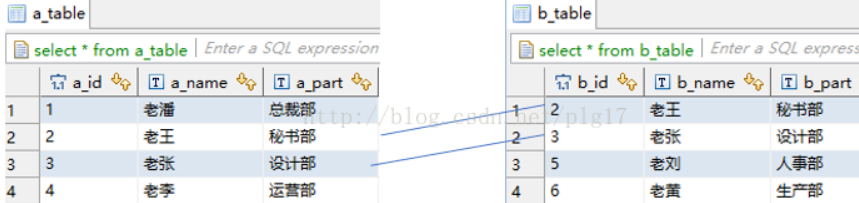 a_table
select * from a_table Enter a SQL expression
a_id a_name a_part
1 1 老潘 总裁部
2 2 老王 秘书部
3 3 老张 设计部
4 4 老李 运营部
b_table
select * from b_table Enter a SQL express
b_id b_name b_part
1 2 老王 秘书部
2 3 老张 设计部
3 5 老刘 人事部
4 6 老黄 生产部
http://blog.csdn.net/plg17